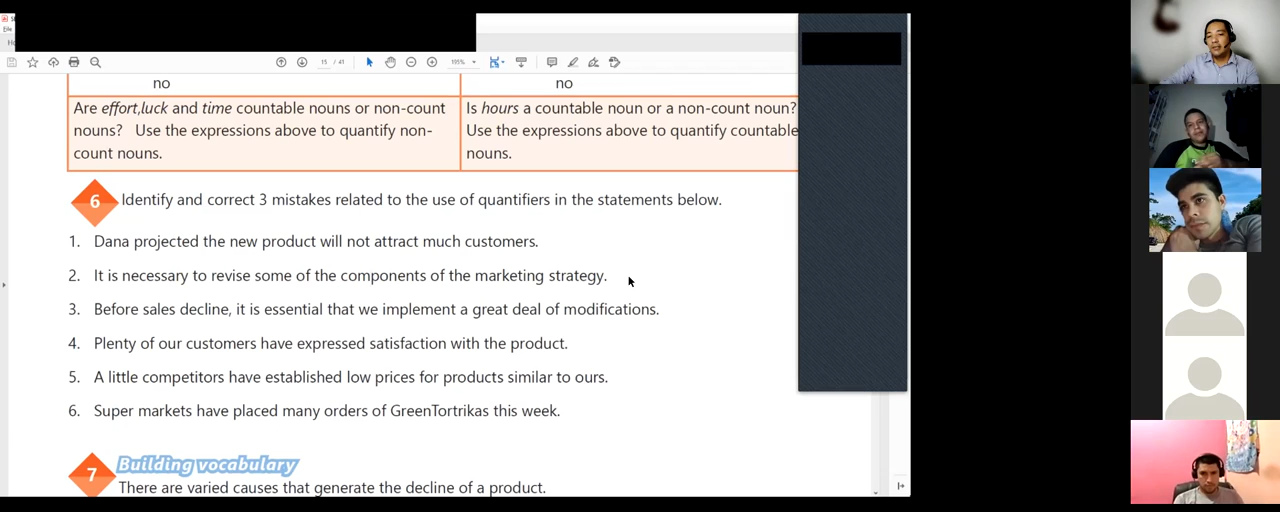 File
15 / 41
195%
no
no
Are effort,luck and time countable nouns or non-count
nouns? Use the expressions above to quantify non-
count nouns.
Is hours a countable noun or a non-count noun?
Use the expressions above to quantify countable
nouns.
6 Identify and correct 3 mistakes related to the use of quantifiers in the statements below.
1. Dana projected the new product will not attract much customers.
2. It is necessary to revise some of the components of the marketing strategy.
3. Before sales decline, it is essential that we implement a great deal of modifications.
4. Plenty of our customers have expressed satisfaction with the product.
5. A little competitors have established low prices for products similar to ours.
6. Super markets have placed many orders of GreenTortrikas this week.
7 Building vocabulary
There are varied causes that generate the decline of a product.